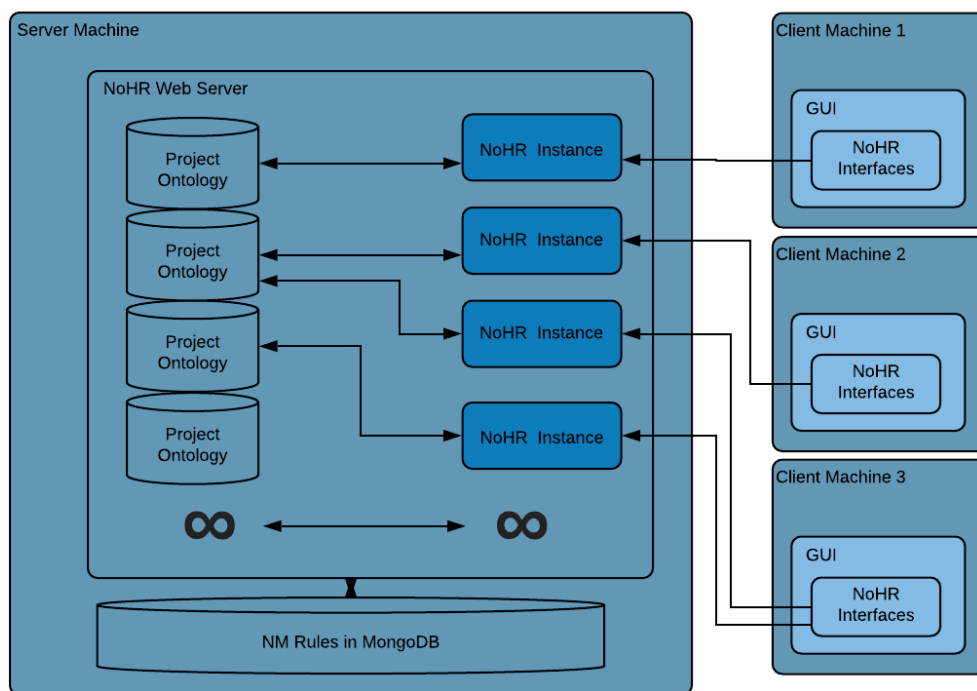 Server Machine
NoHR Web Server
Project
Ontology
Project
Ontology
Project
Ontology
Project
Ontology
∞
NoHR Instance
NoHR Instance
NoHR Instance
NoHR Instance
∞
NM Rules in MongoDB
Client Machine 1
GUI
NoHR
Interfaces
Client Machine 2
GUI
NoHR
Interfaces
Client Machine 3
GUI
NoHR
Interfaces